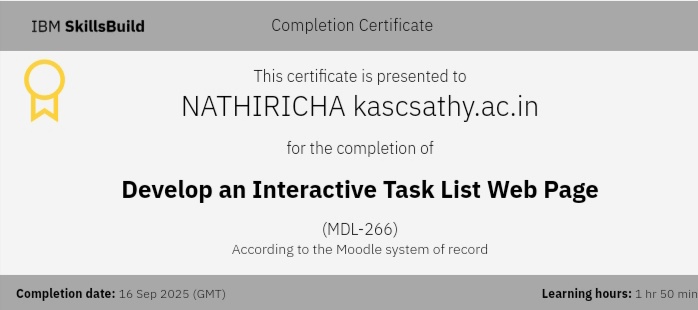 IBM SkillsBuild
Completion Certificate
This certificate is presented to
NATHIRICHA kascsathy.ac.in
for the completion of
Develop an Interactive Task List Web Page
(MDL-266)
According to the Moodle system of record
Completion date: 16 Sep 2025 (GMT)
Learning hours: 1 hr 50 min